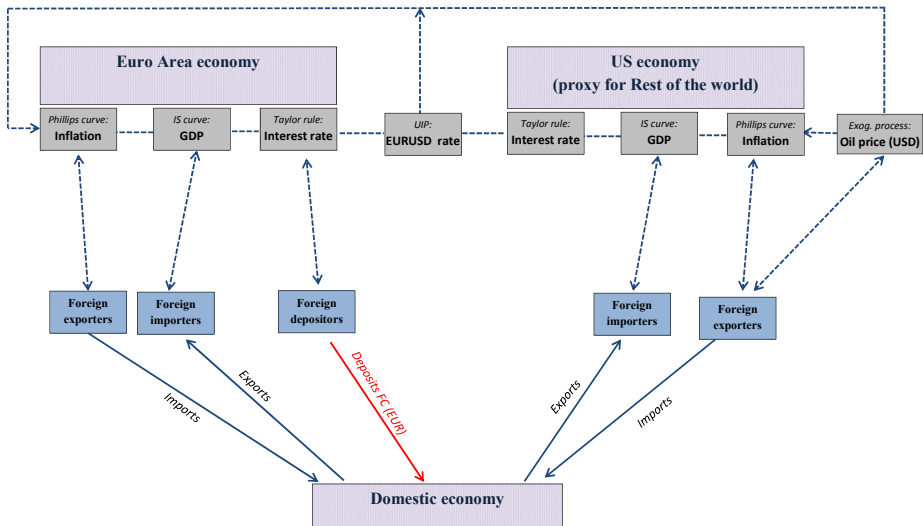 Euro Area economy
US economy
(proxy for Rest of the world)
Phillips curve:
Inflation
IS curve:
GDP
Taylor rule:
Interest rate
UIP:
EURUSD rate
Taylor rule:
Interest rate
IS curve:
GDP
Phillips curve:
Inflation
Exog. process:
Oil price (USD)
Foreign
exporters
Foreign
importers
Foreign
depositors
Foreign
importers
Foreign
exporters
Imports
Exports
Deposits FC (EUR)
Exports
Imports
Domestic economy